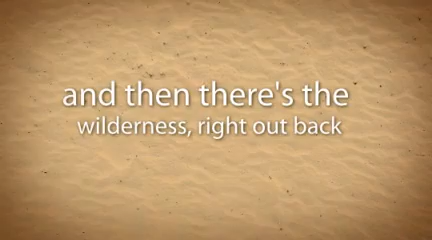 and then there's the
wilderness, right out back